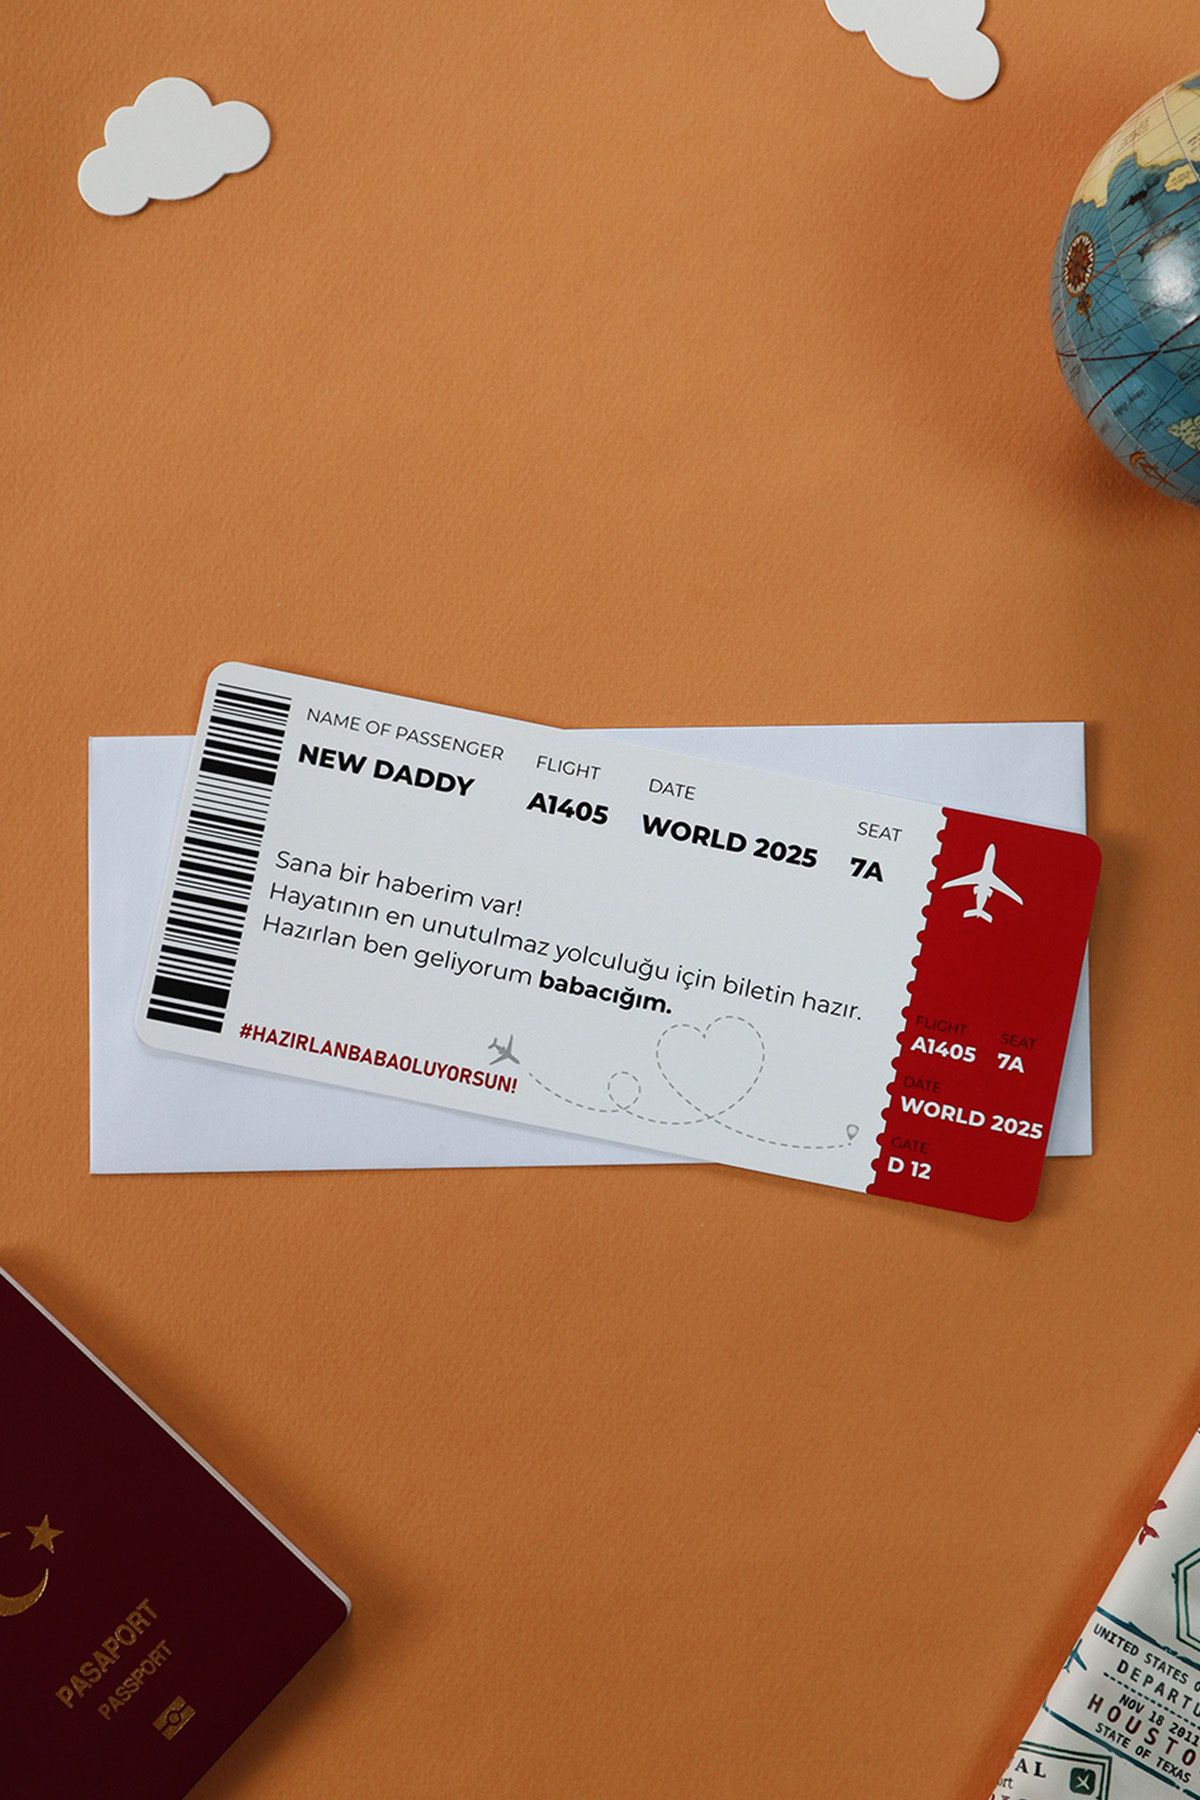 NAME OF PASSENGER FLIGHT DATE SEAT
NEW DADDY A1405 WORLD 2025 7A
Sana bir haberim var!
Hayatının en unutulmaz yolculuğu için biletin hazır.
Hazırlan ben geliyorum babacığım.
#HAZIRLANBABAOLUYORSUN!
FLIGHT SEAT
A1405 7A
DATE
WORLD 2025
GATE
D 12
PASAPORT
PASSPORT
UNITED STATES
DEPARTU
NOV 18 2011
HOUSTO
STATE OF TEXAS
AL